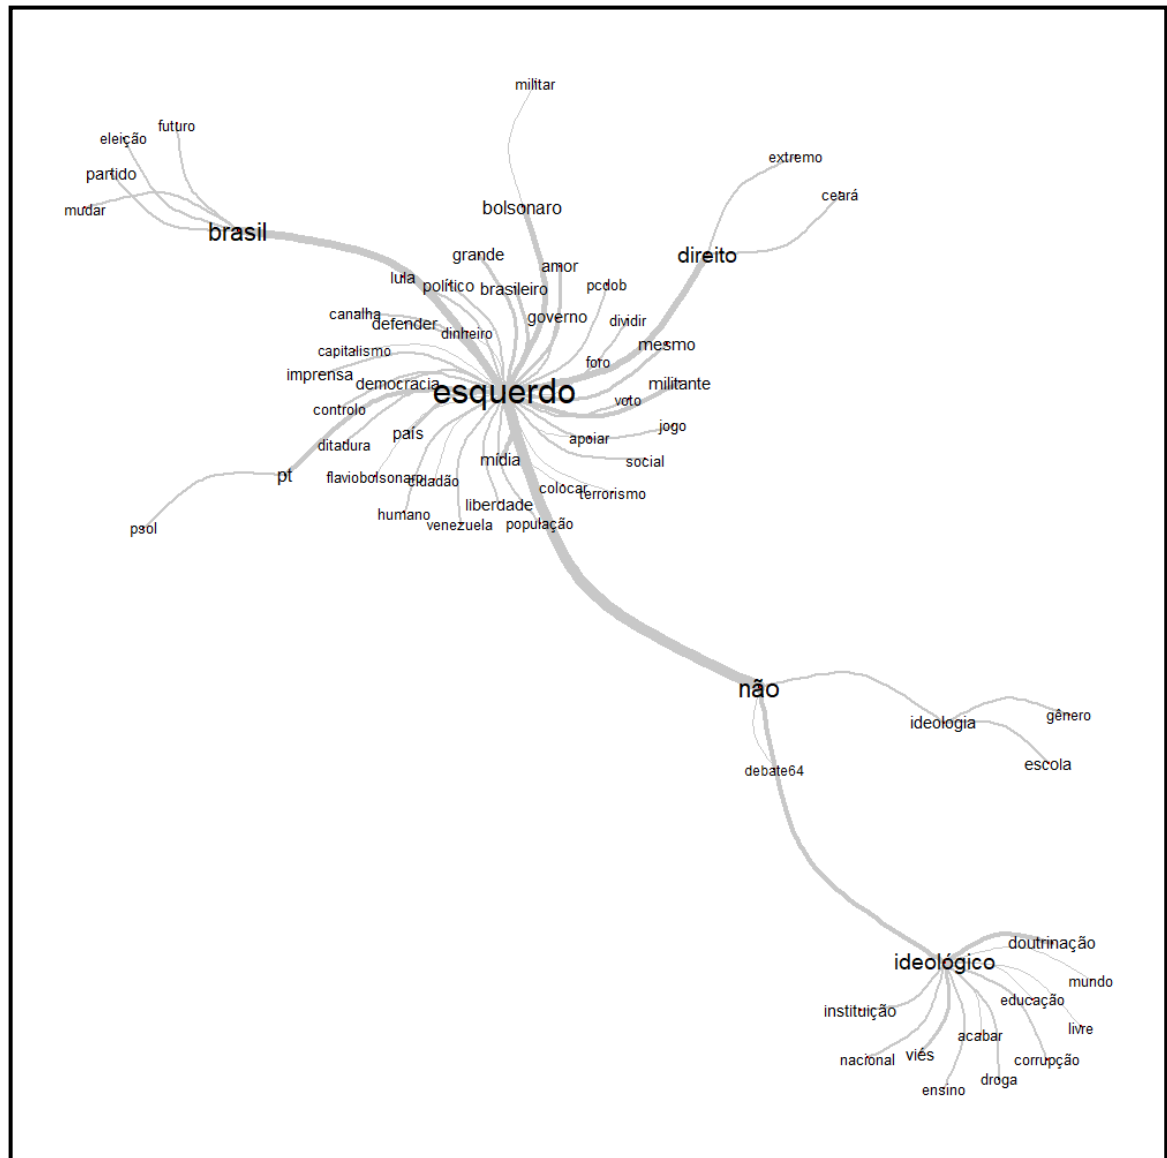 militar
futuro
eleição
extremo
partido
ceará
mudar
bolsonaro
brasil
grande
direito
amor
lula
político
brasileiro
pcdob
canalha
governo
defender
dividir
dinheiro
mesmo
capitalismo
foro
imprensa
democracia
esquerdo
militante
controlo
voto
jogo
ditadura
país
apoiar
mídia
social
pt
flaviobolsonaro
cidadão
colocar
terrorismo
liberdade
humano
venezuela
população
psol
não
ideologia
gênero
escola
debate64
doutrinação
ideológico
mundo
educação
instituição
livre
acabar
nacional
viés
corrupção
ensino
droga